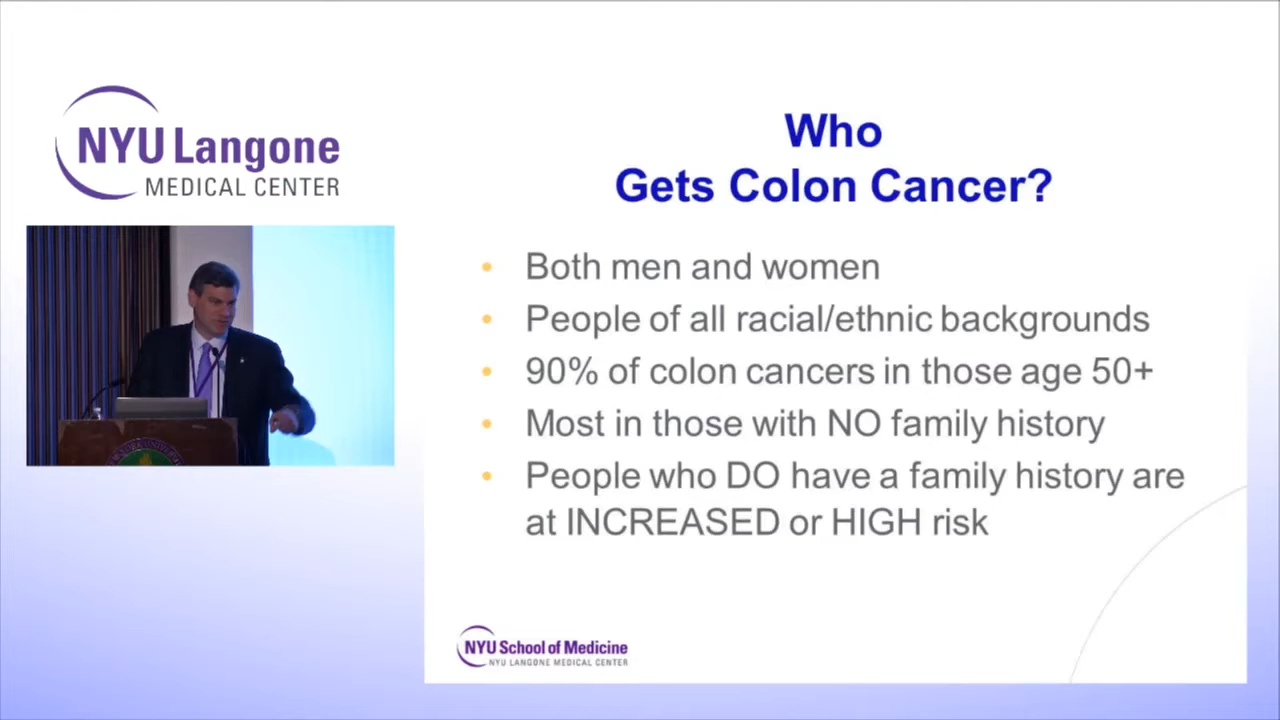 NYU Langone
MEDICAL CENTER
Who
Gets Colon Cancer?
• Both men and women
• People of all racial/ethnic backgrounds
• 90% of colon cancers in those age 50+
• Most in those with NO family history
• People who DO have a family history are
at INCREASED or HIGH risk
NYU School of Medicine
NYU LANGONE MEDICAL CENTER